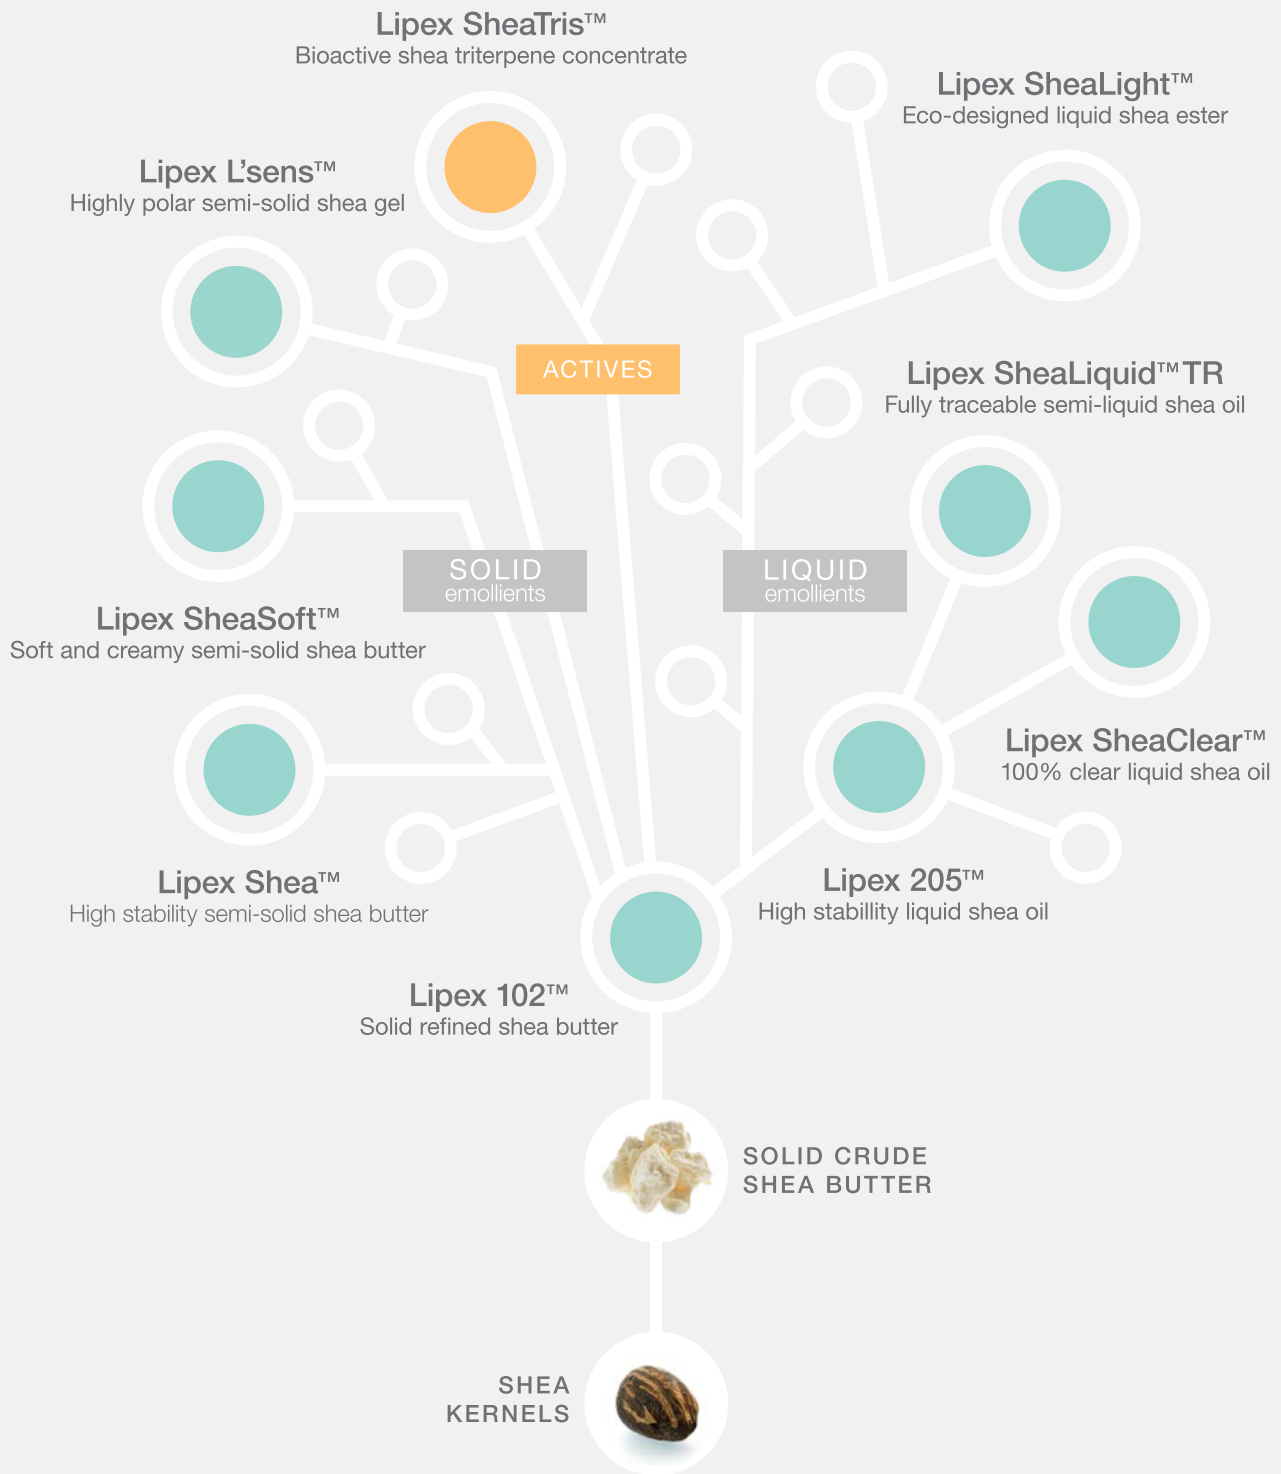 Lipex SheaTris™
Bioactive shea triterpene concentrate
Lipex SheaLight™
Eco-designed liquid shea ester
Lipex L’sens™
Highly polar semi-solid shea gel
ACTIVES
Lipex SheaLiquid™ TR
Fully traceable semi-liquid shea oil
SOLID
emollients
LIQUID
emollients
Lipex SheaSoft™
Soft and creamy semi-solid shea butter
Lipex SheaClear™
100% clear liquid shea oil
Lipex Shea™
High stability semi-solid shea butter
Lipex 205™
High stabillity liquid shea oil
Lipex 102™
Solid refined shea butter
SOLID CRUDE
SHEA BUTTER
SHEA
KERNELS